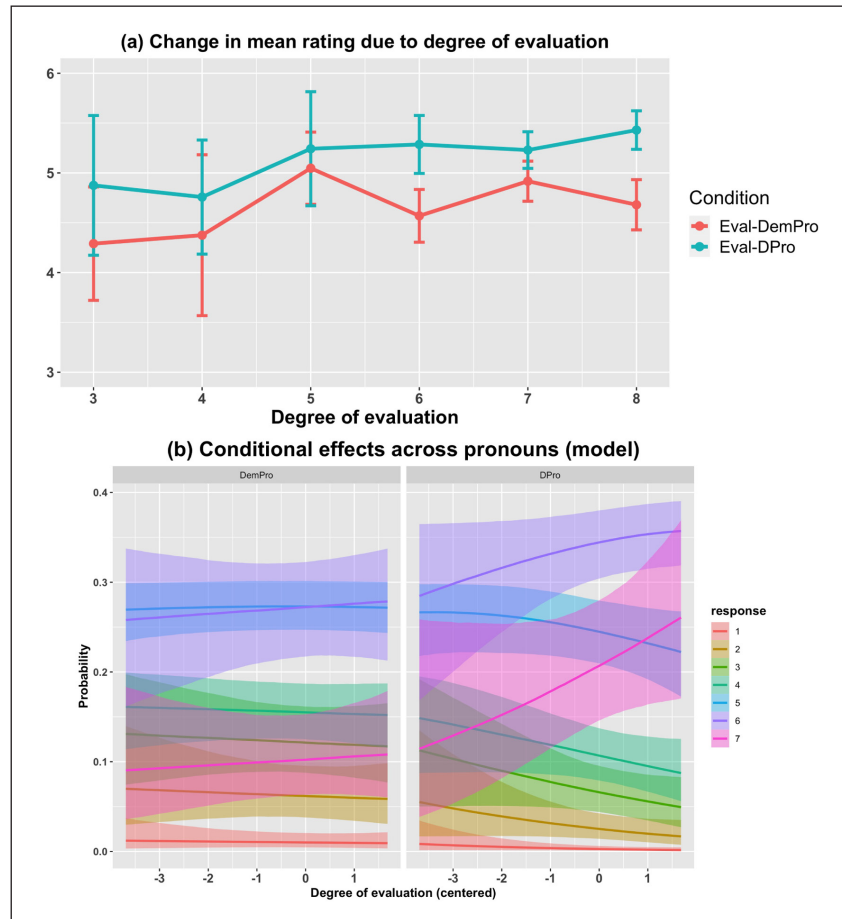 (a) Change in mean rating due to degree of evaluation
6
5
4
3
3 4 5 6 7 8
Degree of evaluation
Condition
Eval-DemPro
Eval-DPro
(b) Conditional effects across pronouns (model)
DemPro DPro
0.4
0.3
0.2
0.1
0.0
Probability
-3 -2 -1 0 1 -3 -2 -1 0 1
Degree of evaluation (centered)
response
1
2
3
4
5
6
7